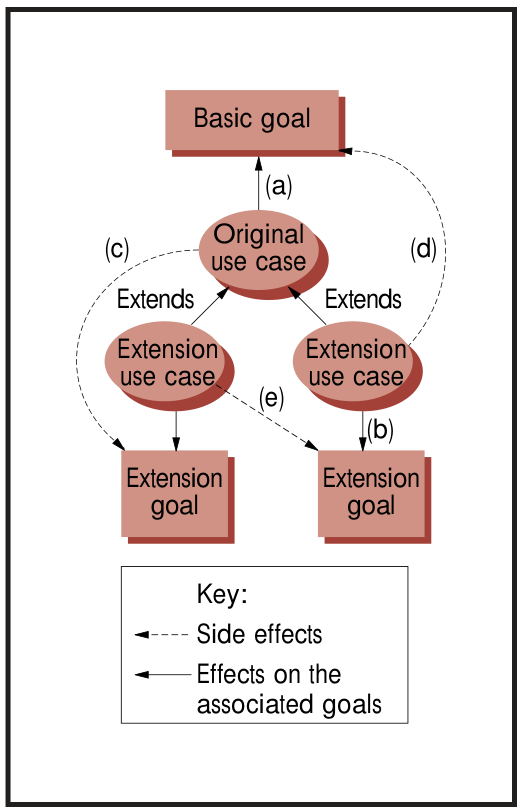 Basic goal
(a)
(c)
Original
use case
(d)
Extends
Extends
Extension
use case
Extension
use case
(e)
(b)
Extension
goal
Extension
goal
Key:
Side effects
Effects on the
associated goals